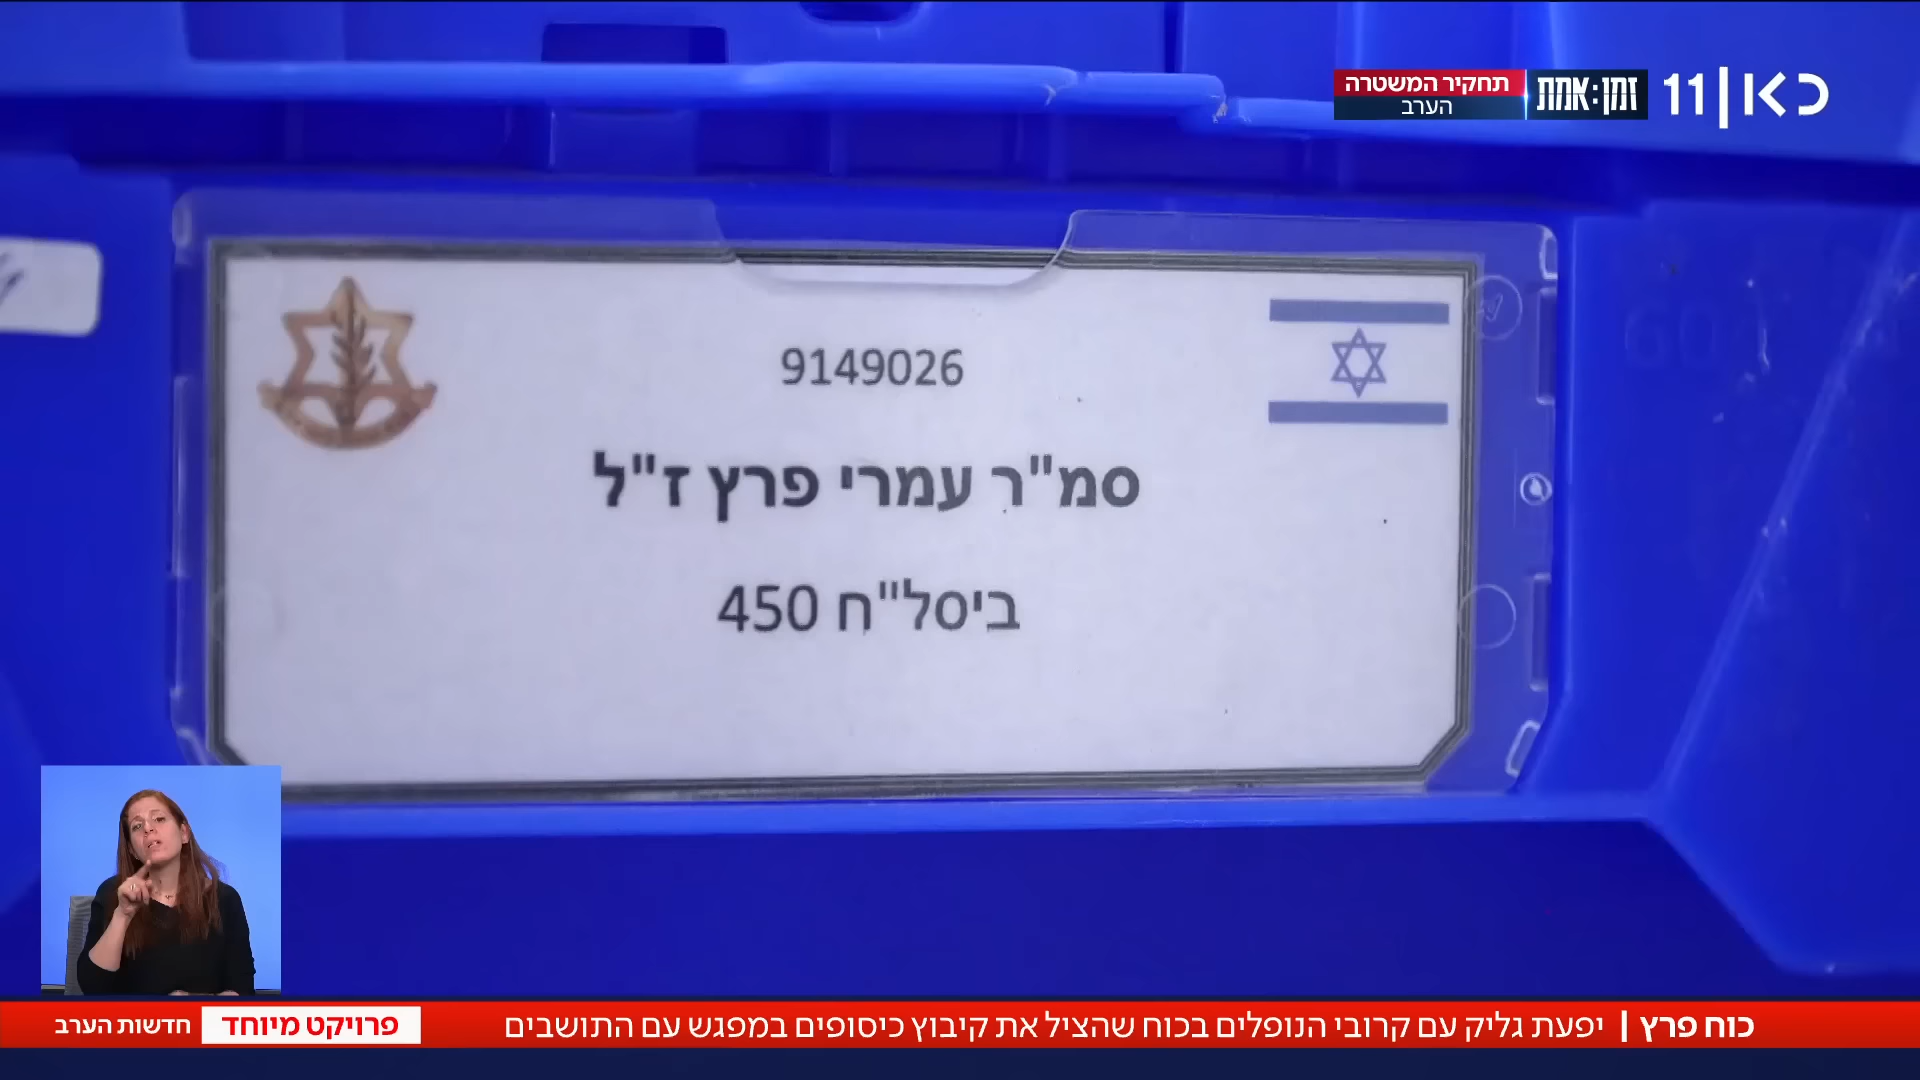 כאן 11
זמן:אמת
תחקיר המשטרה
הערב
9149026
סמ"ר עמרי פרץ ז"ל
ביסל"ח 450
כוח פרץ | יפעת גליק עם קרובי הנופלים בכוח שהציל את קיבוץ כיסופים במפגש עם התושבים
פרויקט מיוחד
חדשות הערב